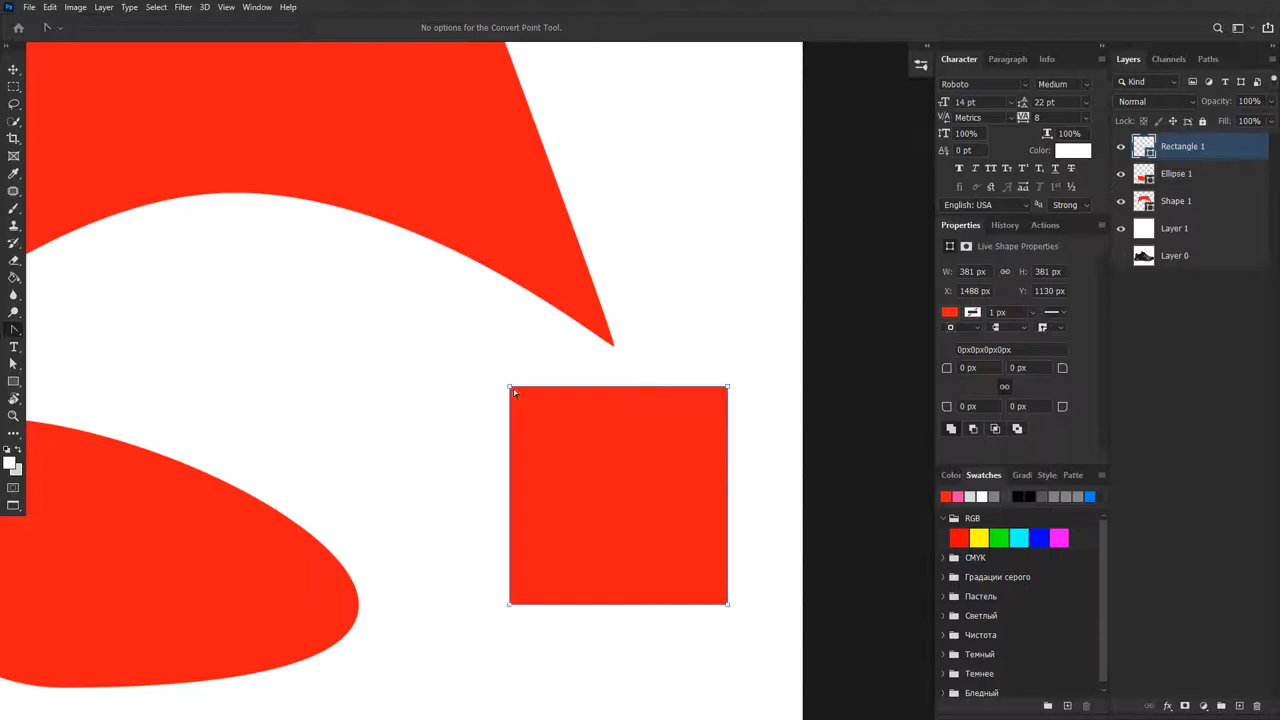 Ps File Edit Image Layer Type Select Filter 3D View Window Help
No options for the Convert Point Tool.
Character Paragraph Info
Roboto Medium
14 pt 22 pt
Metrics 8
100% 100%
0 pt Color:
English: USA Strong
Properties History Actions
Live Shape Properties
W: 381 px H: 381 px
X: 1488 px Y: 1130 px
1 px
0px0px0px0px
0 px 0 px
0 px 0 px
Color Swatches Gradi Style Patte
RGB
CMYK
Градации серого
Пастель
Светлый
Чистота
Темный
Темнее
Бледный
Layers Channels Paths
Kind
Normal Opacity: 100%
Lock: Fill: 100%
Rectangle 1
Ellipse 1
Shape 1
Layer 1
Layer 0